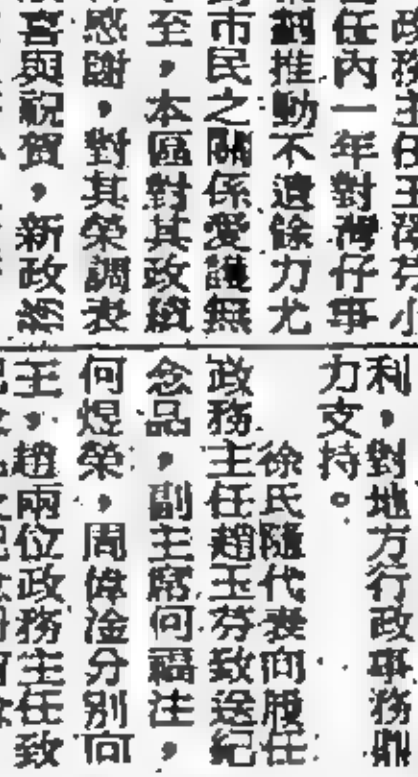 政務主任王
任內一年對灣仔事
推動不遺餘力尤
對市民之關係愛護無
至，本區對其政績
感謝，對其榮調表
喜與祝賀，新政務
利，對地方行政事務鼎
力支持。
徐氏隨代表向履任
政務主任趙玉芬致送紀
念品，副主席何福注，
何煜榮，周偉淦分別向
王，趙兩位政務主任致